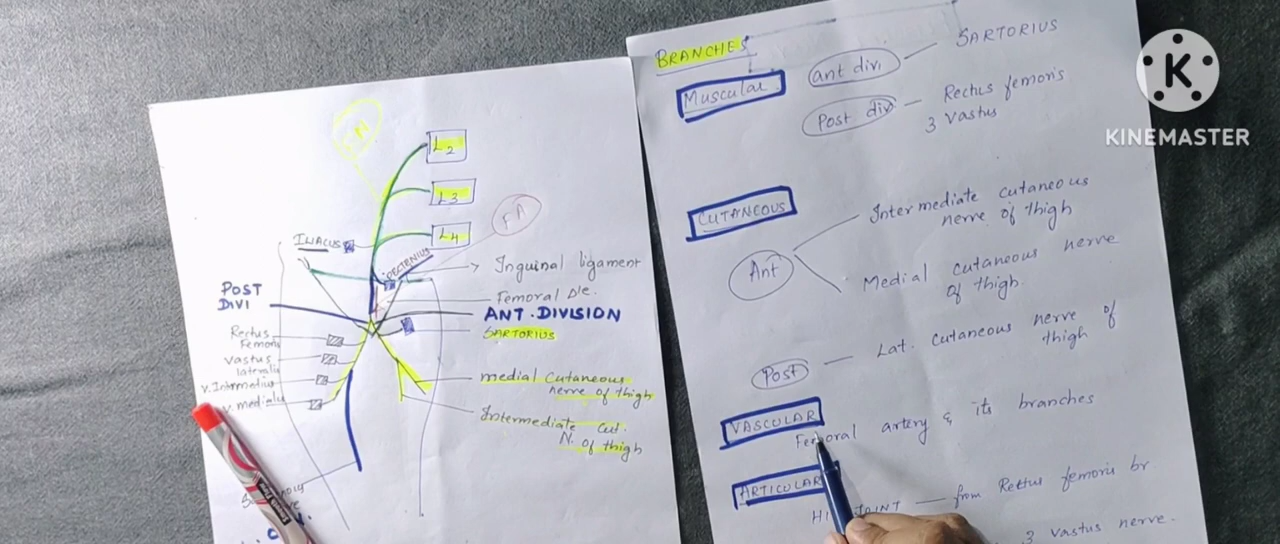 FN
L2
L3
L4
FA
ILIACUS
PECTENIUS
Inguinal ligament
POST
DIVI
Femoral Δle.
ANT. DIVISION
SARTORIUS
Rectus
Femoris
Vastus
lateralis
V. Intermedius
V. medialis
medial Cutaneous
nerve of thigh
Intermediate Cut.
N. of thigh
BRANCHES
Muscular.
ant divi
SARTORIUS
Post divi
Rectus femoris
3 vastus
CUTANEOUS
Ant
Intermediate cutaneous
nerve of thigh
Medial cutaneous nerve
of thigh.
Post
Lat. cutaneous nerve of
thigh
VASCULAR
Femoral artery & its branches
ARTICULAR
JOINT — from Rectus femoris br
3 vastus nerve.
K
KINEMASTER